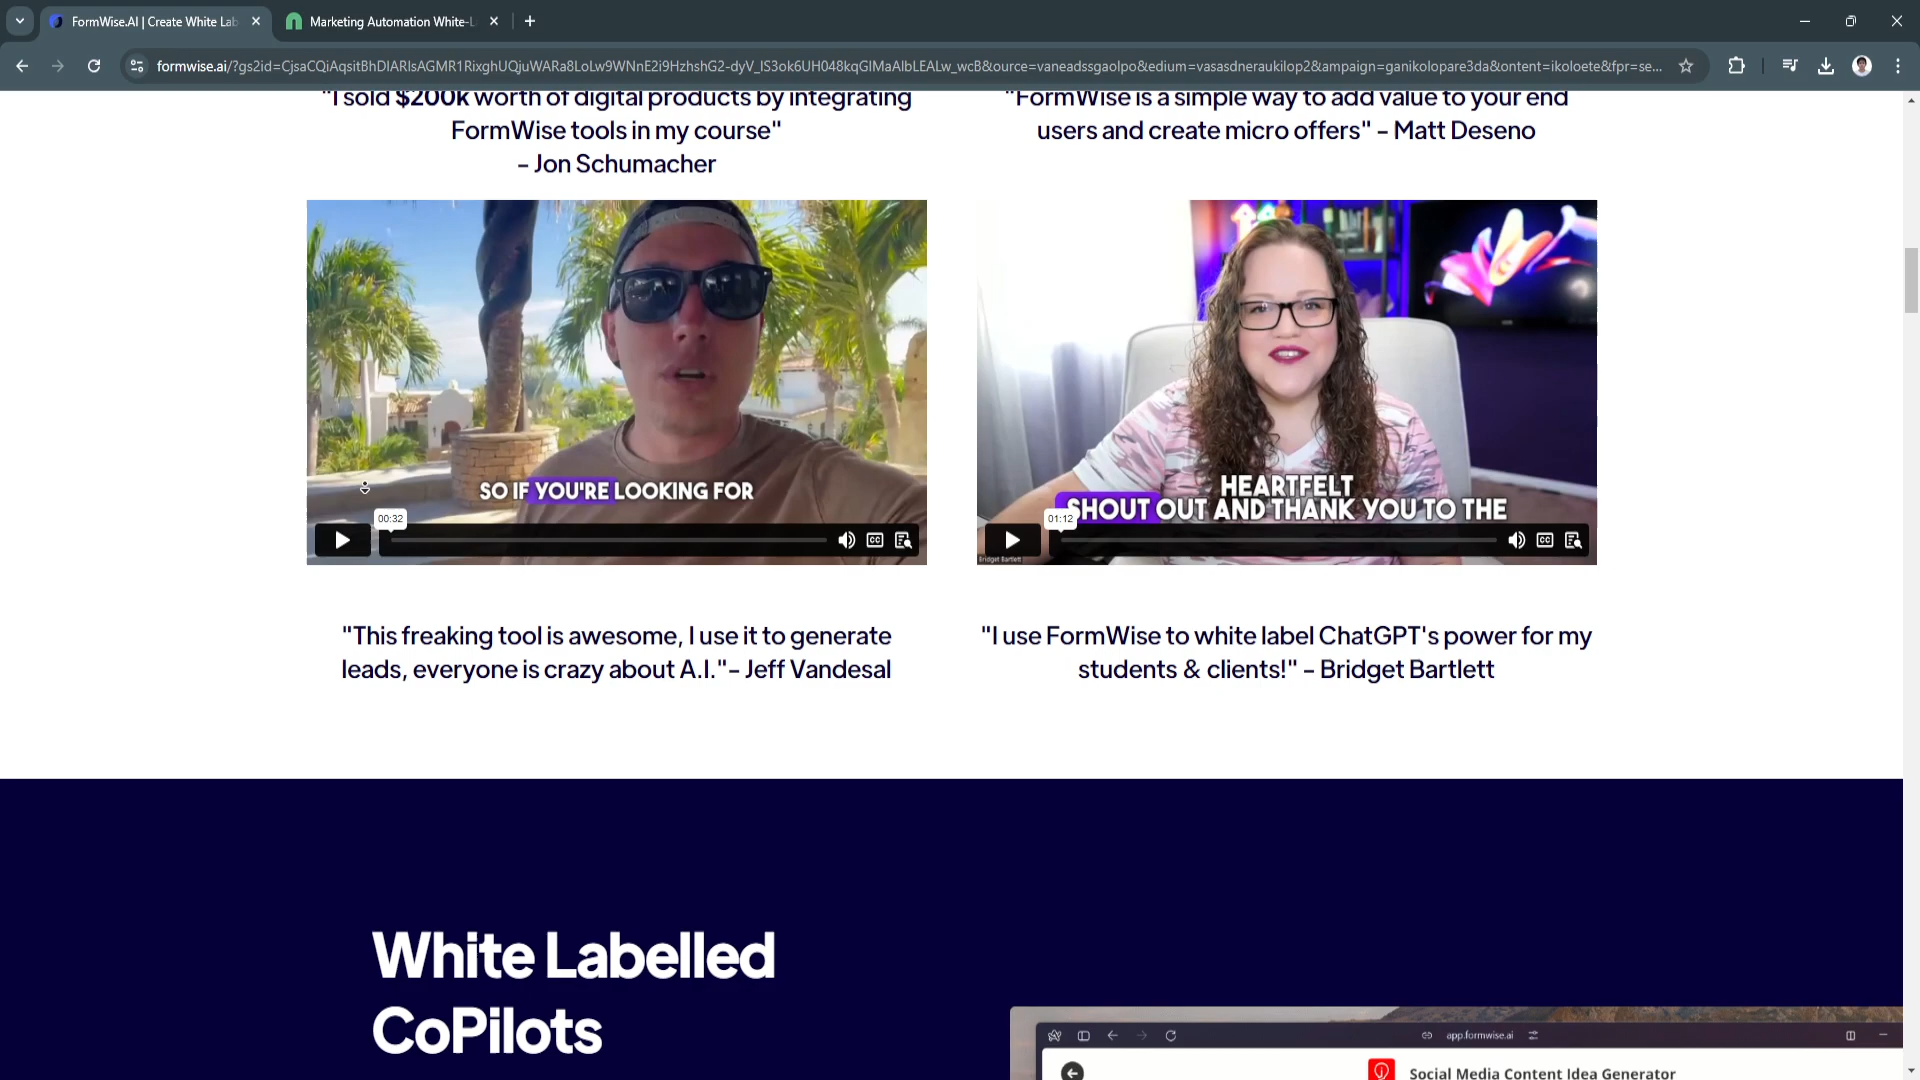 FormWise.AI | Create White Lab
Marketing Automation White-L
formwise.ai/?gs2id=CjsaCQiAqsitBhDIARIsAGMR1RixghUQjuWARa8LoLw9WNnE2i9HzhshG2-dyV_IS3ok6UH048kqGIMaAlbLEALw_wcB&ource=vaneadssgaolpo&edium=vasasdneraukilop2&ampaign=ganikolopare3da&ontent=ikoloete&fpr=se...
"I sold $200k worth of digital products by integrating
FormWise tools in my course"
- Jon Schumacher
"FormWise is a simple way to add value to your end
users and create micro offers" - Matt Deseno
SO IF YOU'RE LOOKING FOR
00:32
CC
HEARTFELT
SHOUT OUT AND THANK YOU TO THE
01:12
CC
Bridget Bartlett
"This freaking tool is awesome, I use it to generate
leads, everyone is crazy about A.I."- Jeff Vandesal
"I use FormWise to white label ChatGPT's power for my
students & clients!" - Bridget Bartlett
White Labelled
CoPilots
app.formwise.ai
Social Media Content Idea Generator